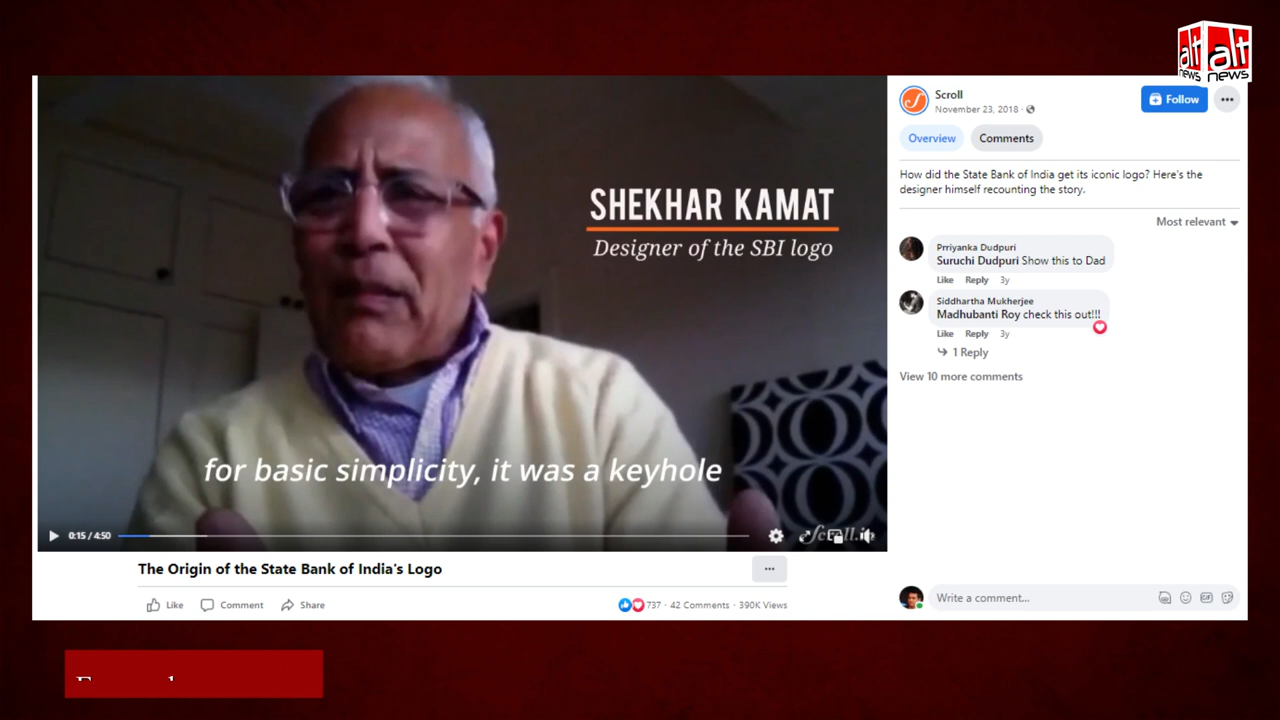 alt alt
news news
SHEKHAR KAMAT
Designer of the SBI logo
for basic simplicity, it was a keyhole
0:15 / 4:50
The Origin of the State Bank of India's Logo
Like Comment Share
737 · 42 Comments · 390K Views
Scroll
November 23, 2018 ·
Follow
Overview Comments
How did the State Bank of India get its iconic logo? Here's the
designer himself recounting the story.
Most relevant
Prriyanka Dudpuri
Suruchi Dudpuri Show this to Dad
Like Reply 3y
Siddhartha Mukherjee
Madhubanti Roy check this out!!!
Like Reply 3y
1 Reply
View 10 more comments
Write a comment...
GIF